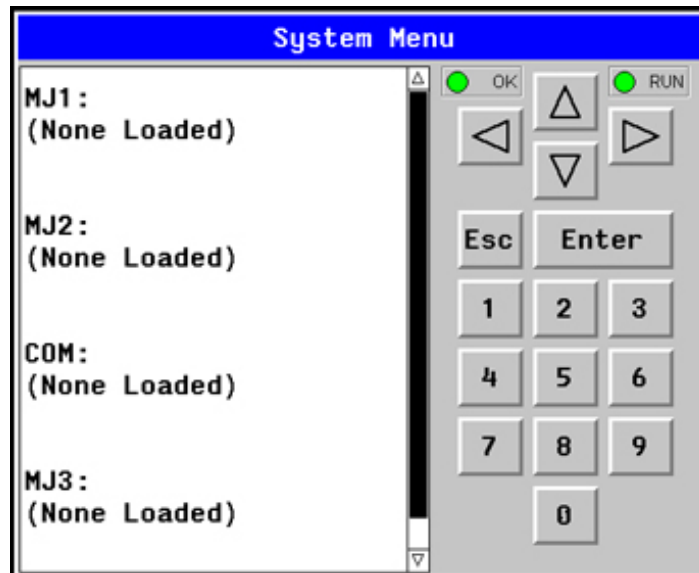 System Menu
MJ1:
(None Loaded)
MJ2:
(None Loaded)
COM:
(None Loaded)
MJ3:
(None Loaded)
OK
RUN
Esc
Enter
1
2
3
4
5
6
7
8
9
0